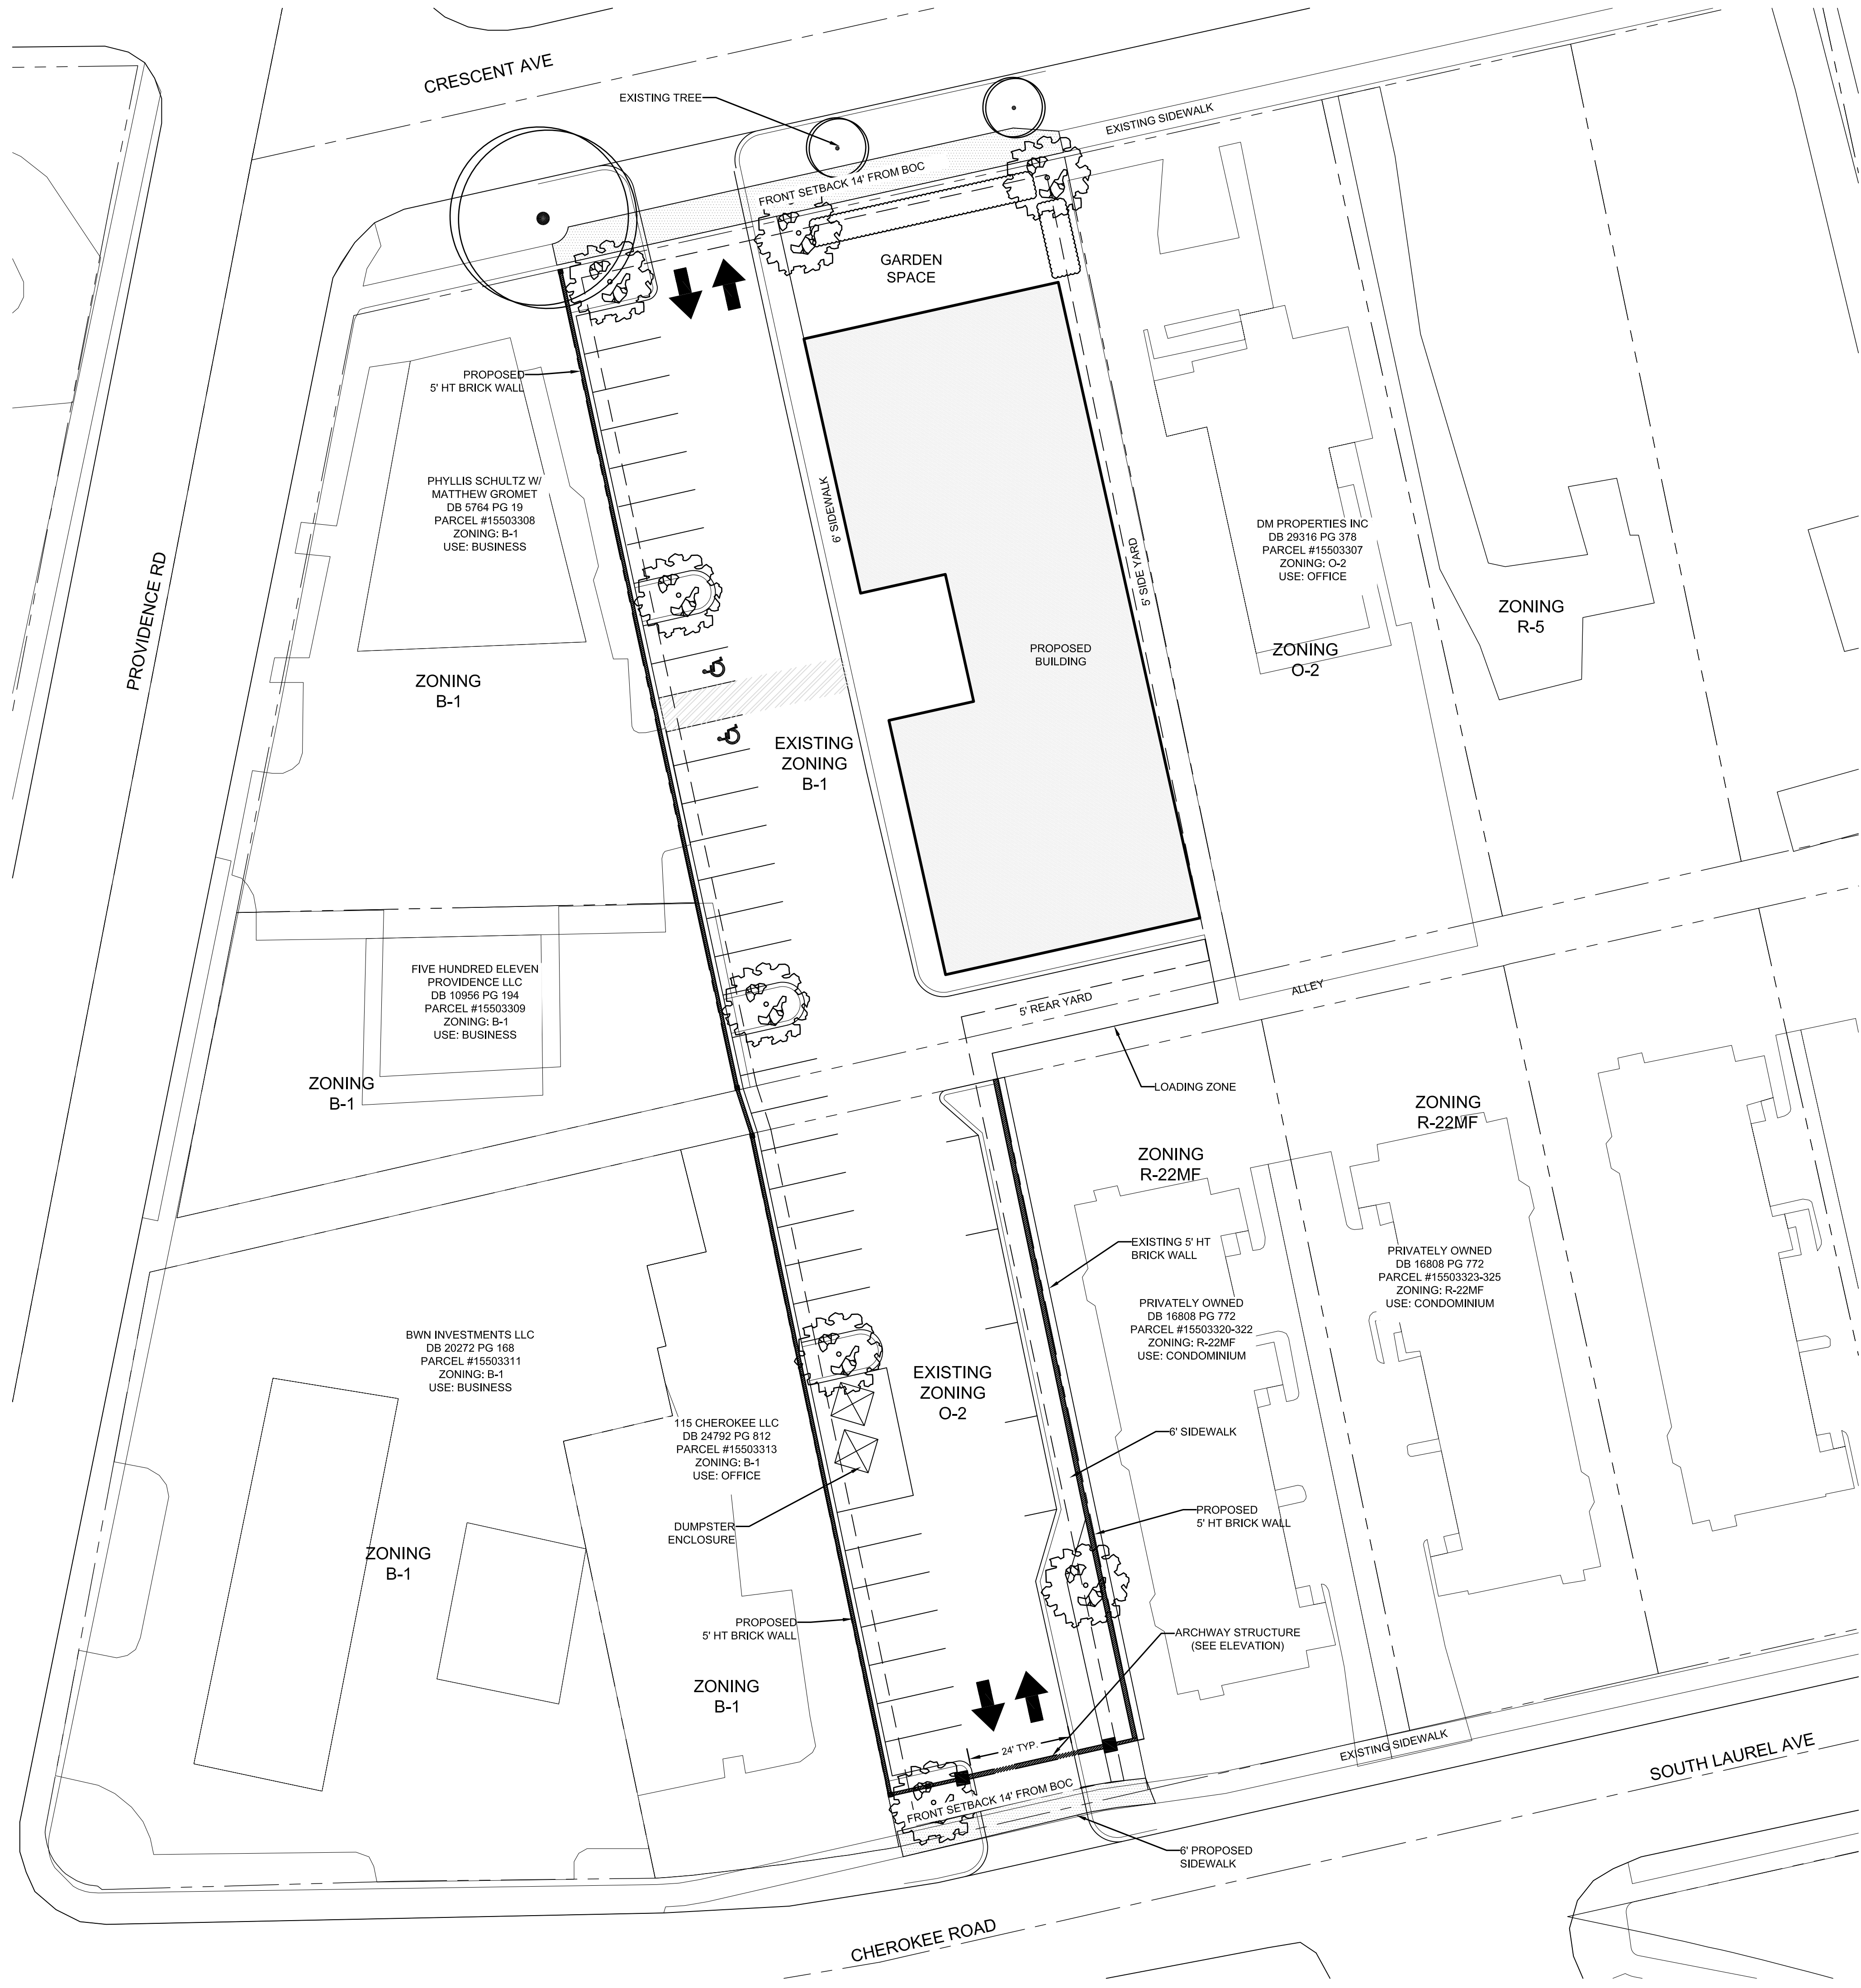 CRESCENT AVE
EXISTING TREE
EXISTING SIDEWALK
FRONT SETBACK 14' FROM BOC
GARDEN
SPACE
PROPOSED
5' HT BRICK WALL
PHYLLIS SCHULTZ W/
MATTHEW GROMET
DB 5764 PG 19
PARCEL #15503308
ZONING: B-1
USE: BUSINESS
6' SIDEWALK
5' SIDE YARD
DM PROPERTIES INC
DB 29316 PG 378
PARCEL #15503307
ZONING: O-2
USE: OFFICE
PROVIDENCE RD
ZONING
R-5
PROPOSED
BUILDING
ZONING
O-2
ZONING
B-1
EXISTING
ZONING
B-1
FIVE HUNDRED ELEVEN
PROVIDENCE LLC
DB 10956 PG 194
PARCEL #15503309
ZONING: B-1
USE: BUSINESS
5' REAR YARD
ALLEY
ZONING
B-1
LOADING ZONE
ZONING
R-22MF
ZONING
R-22MF
EXISTING 5' HT
BRICK WALL
PRIVATELY OWNED
DB 16808 PG 772
PARCEL #15503323-325
ZONING: R-22MF
USE: CONDOMINIUM
PRIVATELY OWNED
DB 16808 PG 772
PARCEL #15503320-322
ZONING: R-22MF
USE: CONDOMINIUM
BWN INVESTMENTS LLC
DB 20272 PG 168
PARCEL #15503311
ZONING: B-1
USE: BUSINESS
EXISTING
ZONING
O-2
115 CHEROKEE LLC
DB 24792 PG 812
PARCEL #15503313
ZONING: B-1
USE: OFFICE
6' SIDEWALK
DUMPSTER
ENCLOSURE
PROPOSED
5' HT BRICK WALL
ZONING
B-1
PROPOSED
5' HT BRICK WALL
ARCHWAY STRUCTURE
(SEE ELEVATION)
ZONING
B-1
24' TYP.
EXISTING SIDEWALK
SOUTH LAUREL AVE
FRONT SETBACK 14' FROM BOC
6' PROPOSED
SIDEWALK
CHEROKEE ROAD